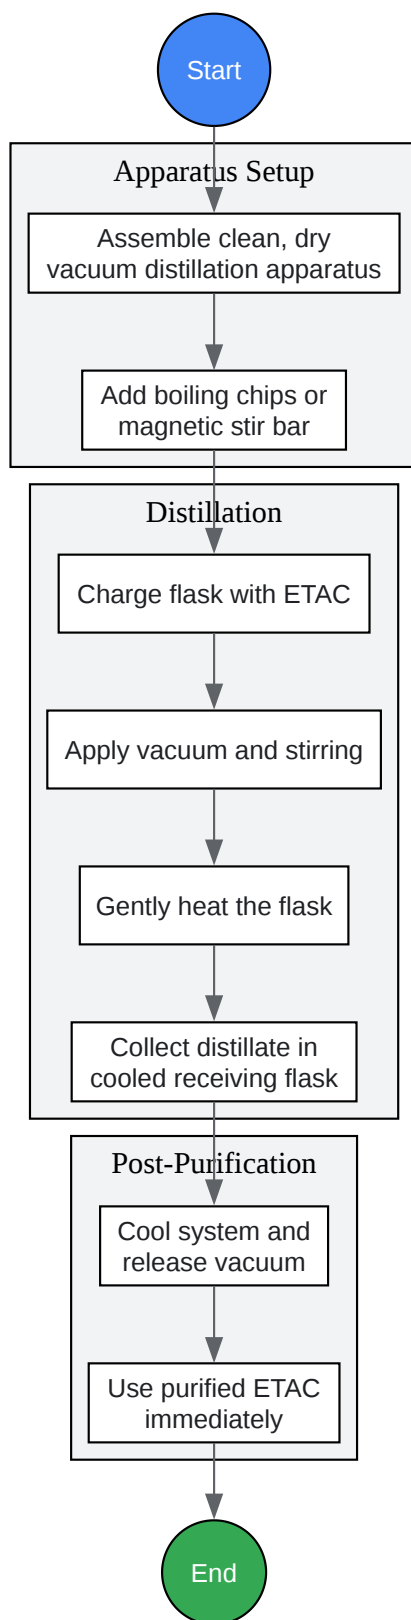 Start
Apparatus Setup
Assemble clean, dry
vacuum distillation apparatus
Add boiling chips or
magnetic stir bar
Distillation
Charge flask with ETAC
Apply vacuum and stirring
Gently heat the flask
Collect distillate in
cooled receiving flask
Post-Purification
Cool system and
release vacuum
Use purified ETAC
immediately
End